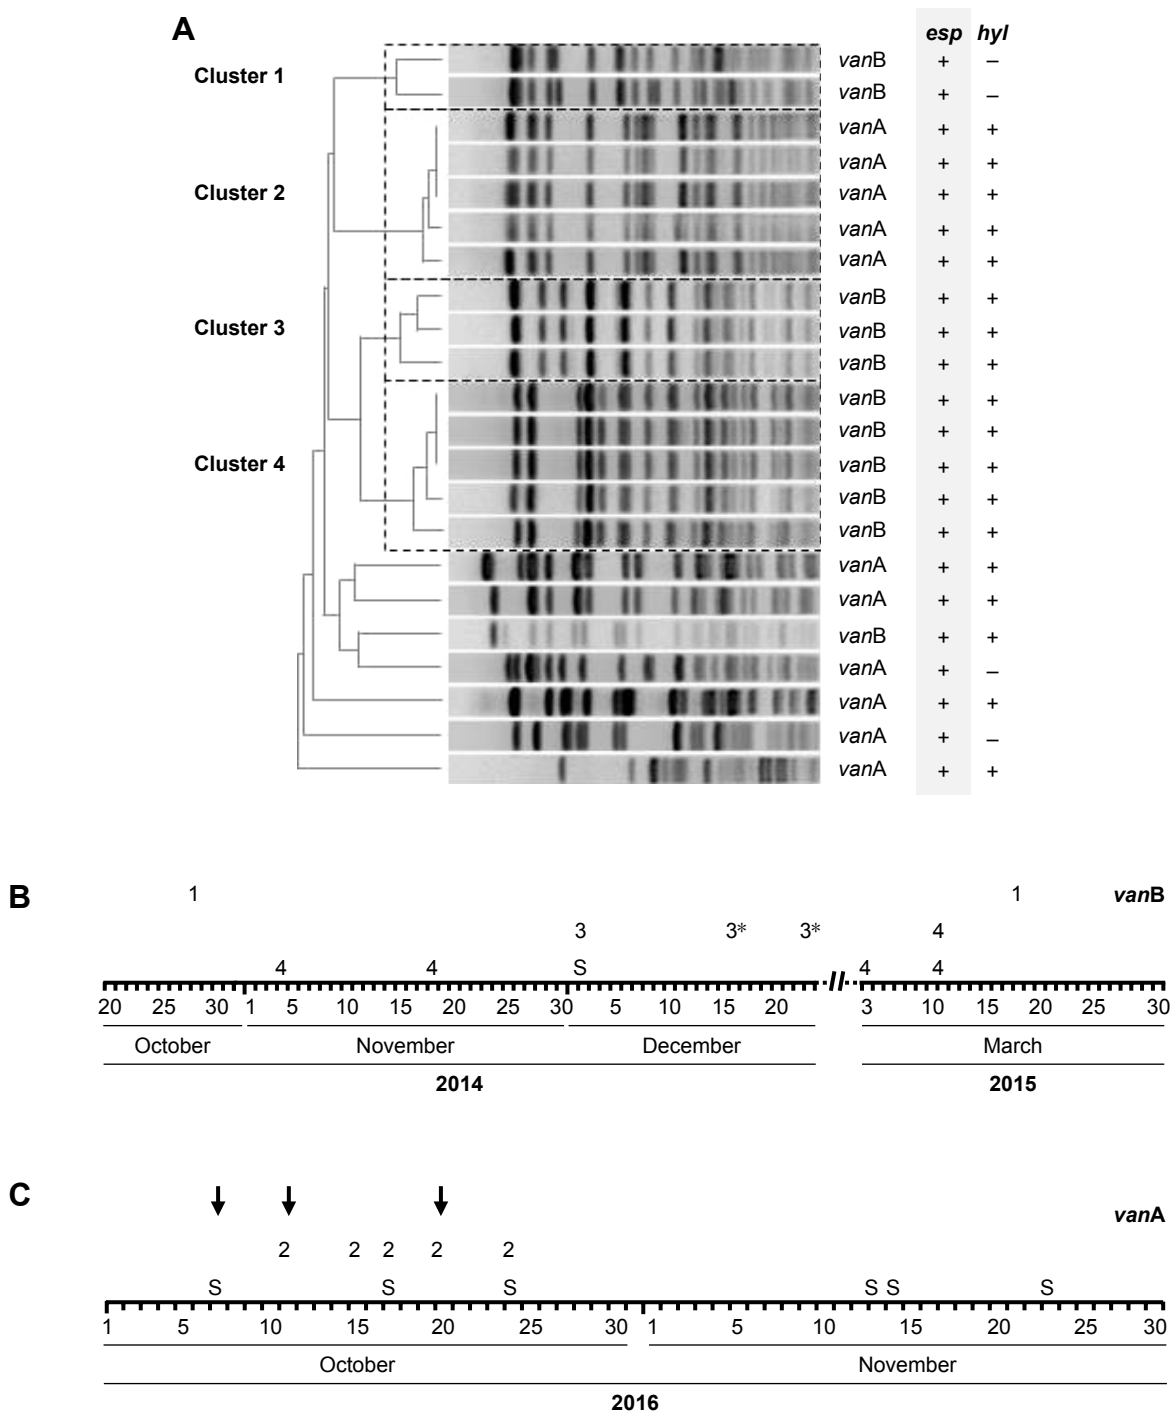 A
esp hyl
Cluster 1
vanB + –
vanB + –
vanA + +
vanA + +
Cluster 2
vanA + +
vanA + +
vanA + +
vanB + +
Cluster 3
vanB + +
vanB + +
vanB + +
vanB + +
Cluster 4
vanB + +
vanB + +
vanB + +
vanA + +
vanA + +
vanB + +
vanA + –
vanA + +
vanA + –
vanA + +
B
1 1 vanB
3 3* 3* 4
4 4 S 4 4
20 25 30 1 5 10 15 20 25 30 5 10 15 20 3 10 15 20 25 30
October November December March
2014 2015
C
vanA
2 2 2 2 2
S S S S S S
1 5 10 15 20 25 30 1 5 10 15 20 25 30
October November
2016